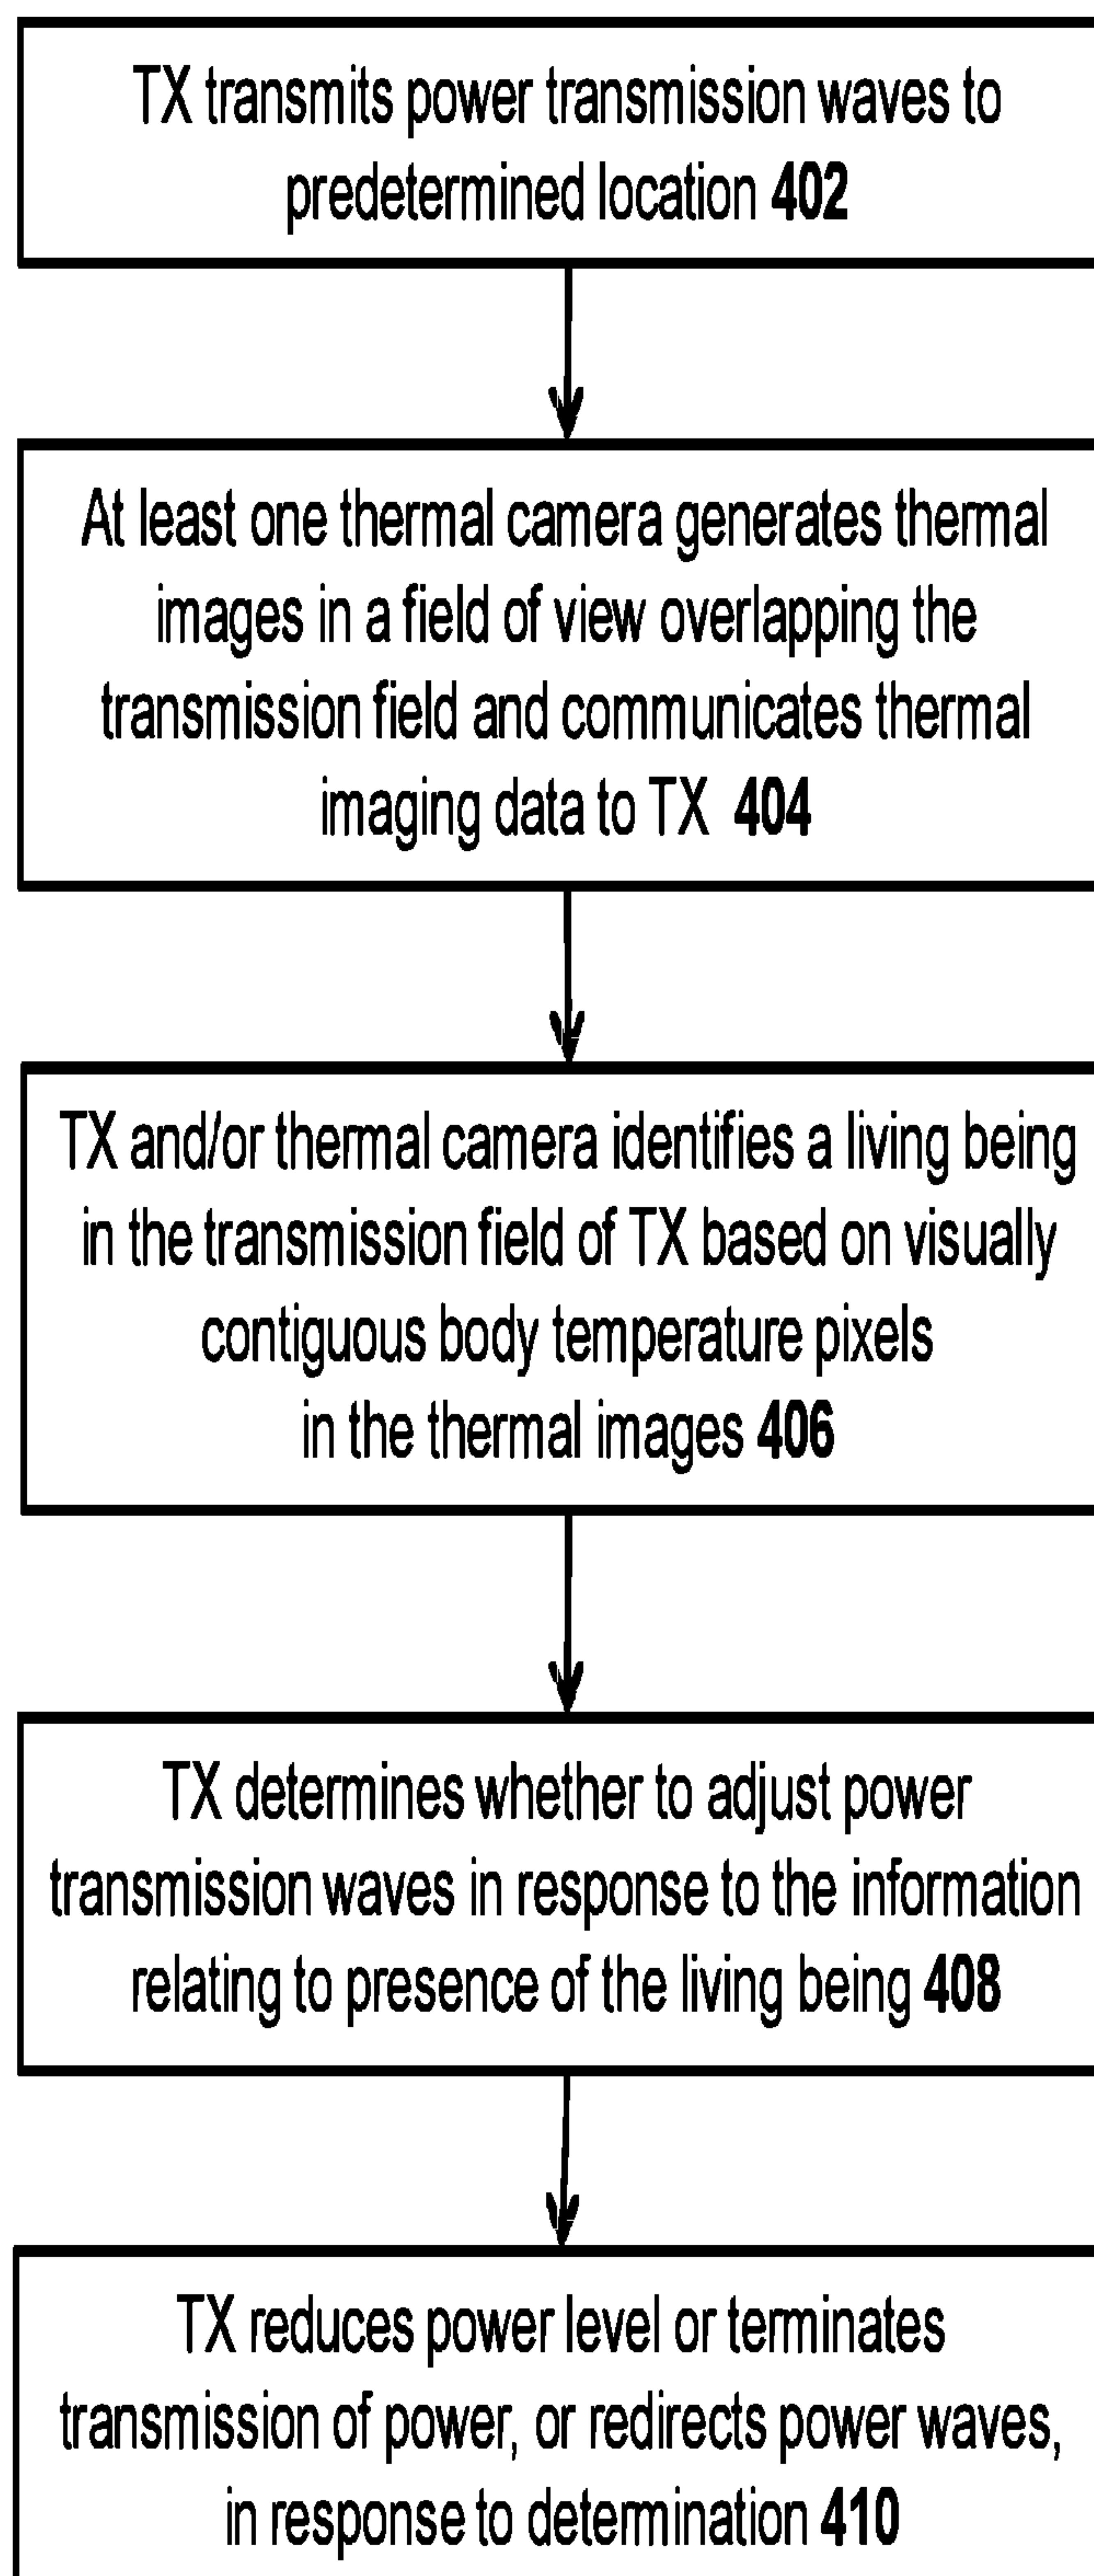 TX transmits power transmission waves to
predetermined location 402
At least one thermal camera generates thermal
images in a field of view overlapping the
transmission field and communicates thermal
imaging data to TX 404
TX and/or thermal camera identifies a living being
in the transmission field of TX based on visually
contiguous body temperature pixels
in the thermal images 406
TX determines whether to adjust power
transmission waves in response to the information
relating to presence of the living being 408
TX reduces power level or terminates
transmission of power, or redirects power waves,
in response to determination 410